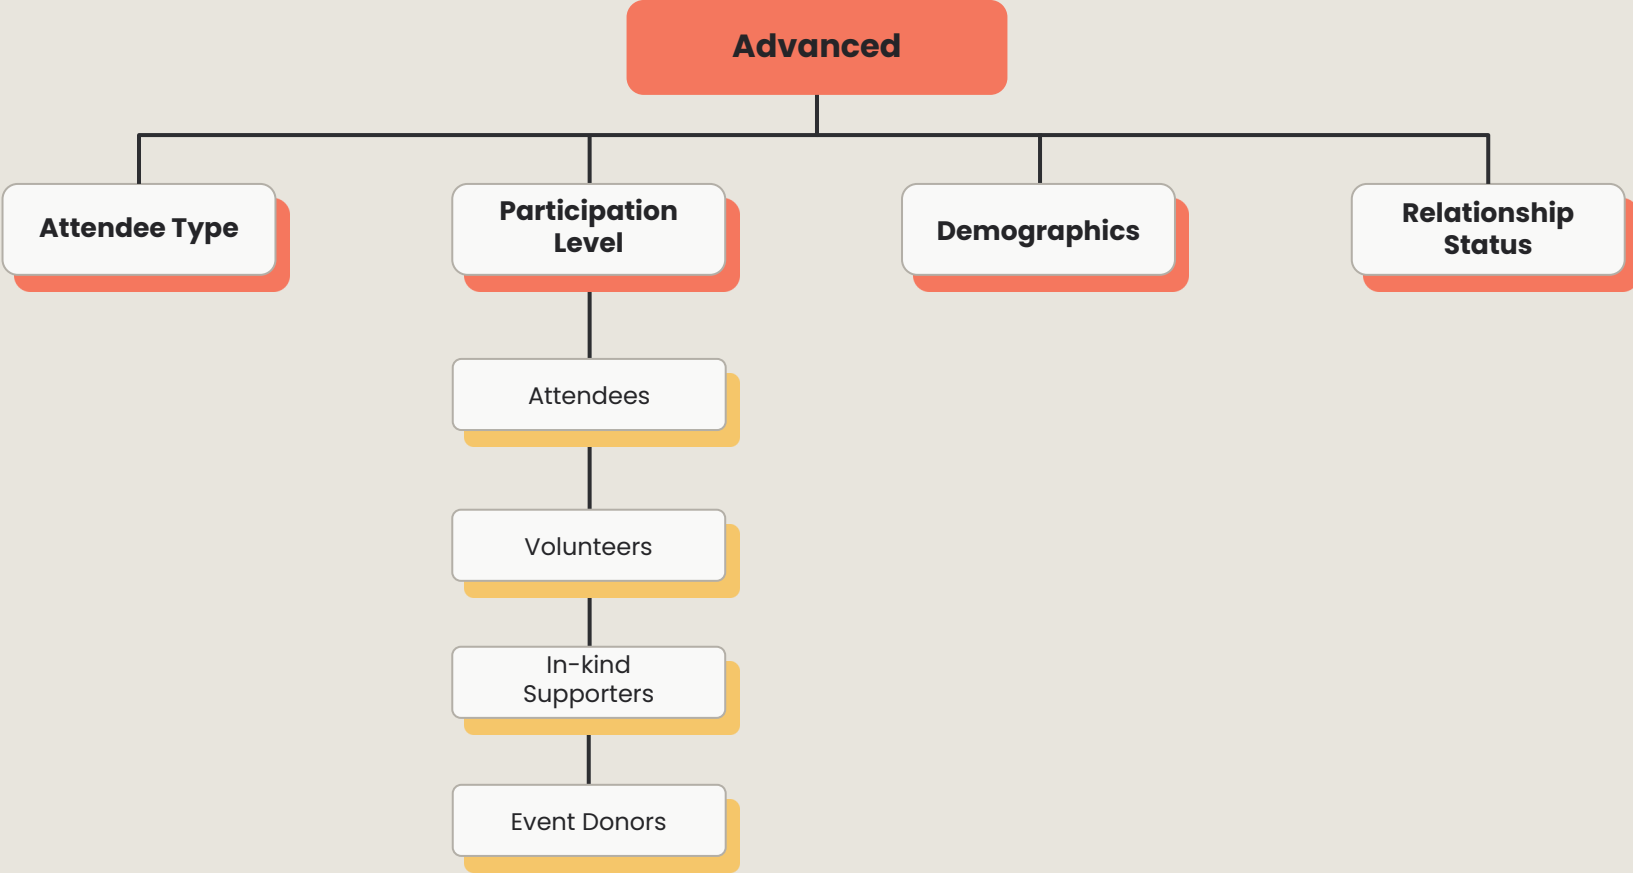 Advanced
Attendee Type
Participation
Level
Demographics
Relationship
Status
Attendees
Volunteers
In-kind
Supporters
Event Donors